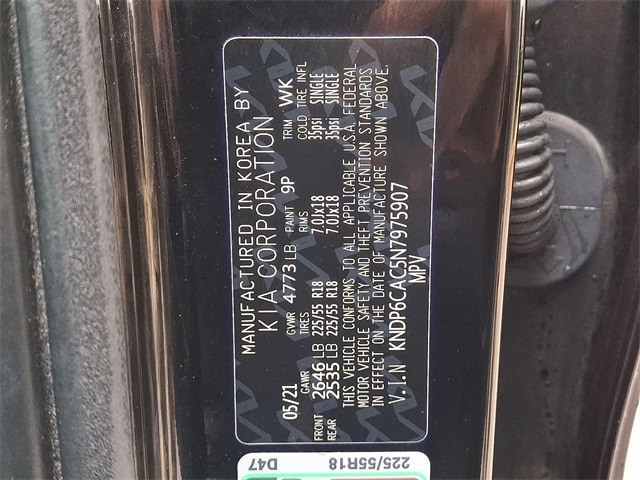 MANUFACTURED IN KOREA BY
KIA CORPORATION
05/21 GVWR 4773 LB PAINT 9P TRIM WK
GAWR TIRES RIMS COLD TIRE INFL
FRONT 2646 LB 225/55 R18 7.0JX18 35psi SINGLE
REAR 2535 LB 225/55 R18 7.0JX18 35psi SINGLE
THIS VEHICLE CONFORMS TO ALL APPLICABLE U.S.A. FEDERAL
MOTOR VEHICLE SAFETY AND THEFT PREVENTION STANDARDS
IN EFFECT ON THE DATE OF MANUFACTURE SHOWN ABOVE.
V.I.N KNDP6CAC5N7975907
MPV
D47
225/55R18